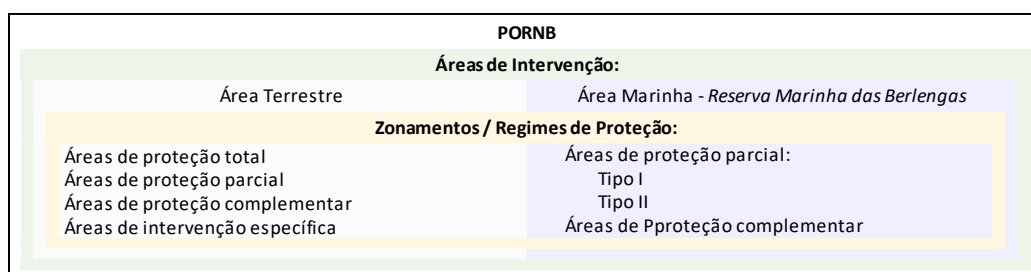 PORNB
Áreas de Intervenção:
Área Terrestre
Área Marinha - Reserva Marinha das Berlengas
Zonamentos / Regimes de Proteção:
Áreas de proteção total
Áreas de proteção parcial
Áreas de proteção complementar
Áreas de intervenção específica
Áreas de proteção parcial:
Tipo I
Tipo II
Áreas de Pproteção complementar